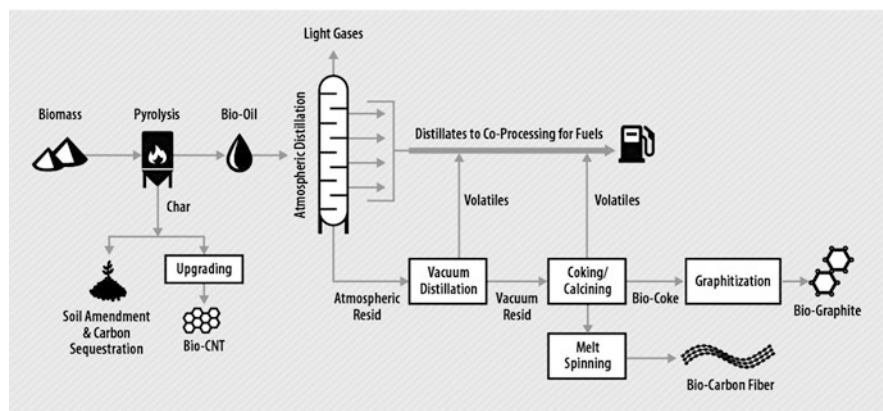 Light Gases
Biomass
Pyrolysis
Bio-Oil
Atmospheric Distillation
Distillates to Co-Processing for Fuels
Char
Volatiles
Volatiles
Upgrading
Soil Amendment
& Carbon
Sequestration
Bio-CNT
Atmospheric
Resid
Vacuum
Distillation
Vacuum
Resid
Coking/
Calcining
Bio-Coke
Graphitization
Bio-Graphite
Melt
Spinning
Bio-Carbon Fiber